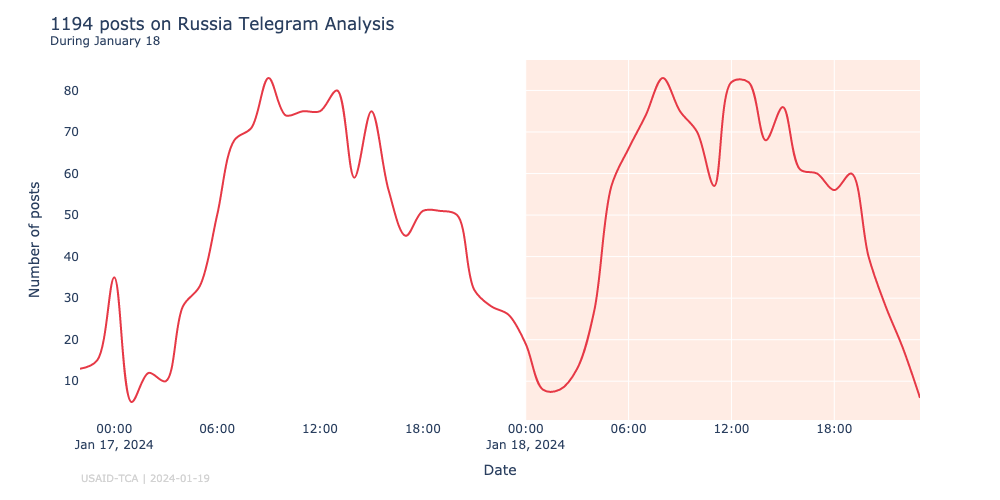 1194 posts on Russia Telegram Analysis
During January 18
Number of posts
80
70
60
50
40
30
20
10
00:00 06:00 12:00 18:00 00:00 06:00 12:00 18:00
Jan 17, 2024 Jan 18, 2024
Date
USAID-TCA | 2024-01-19